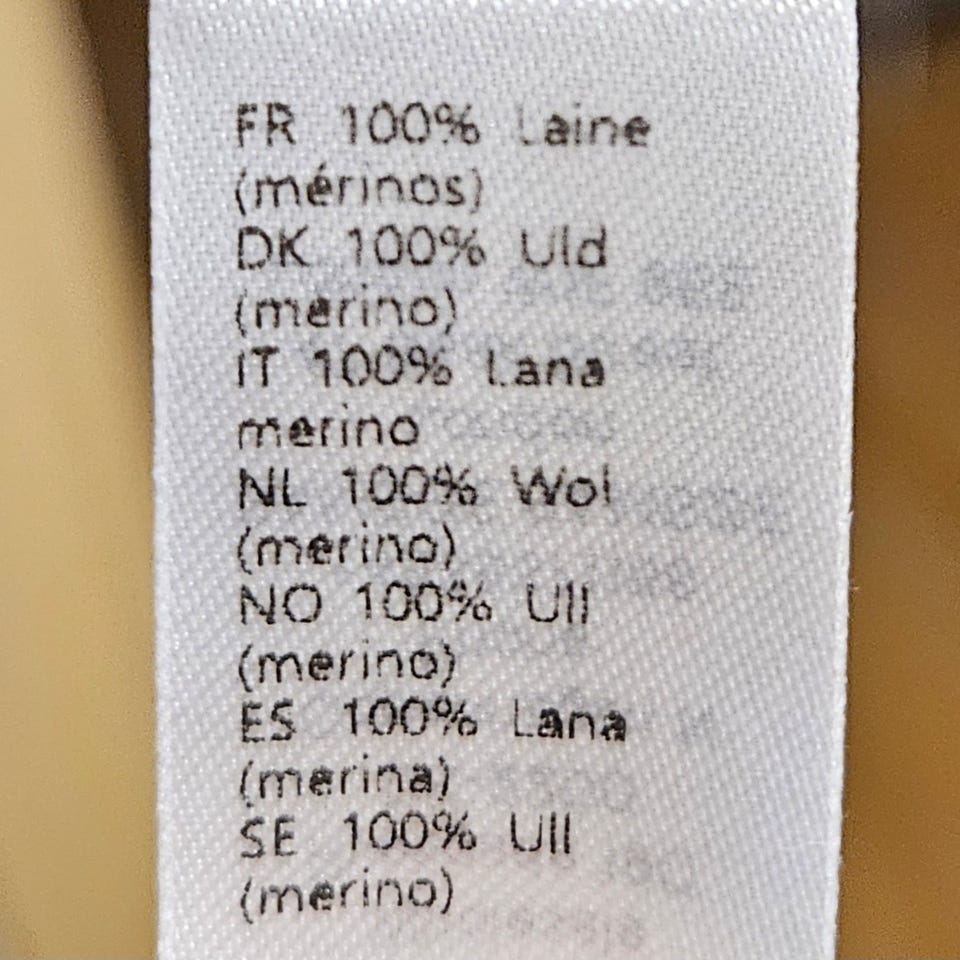 FR 100% Laine
(mérinos)
DK 100% Uld
(merino)
IT 100% Lana
merino
NL 100% Wol
(merino)
NO 100% Ull
(merino)
ES 100% Lana
(merina)
SE 100% Ull
(merino)